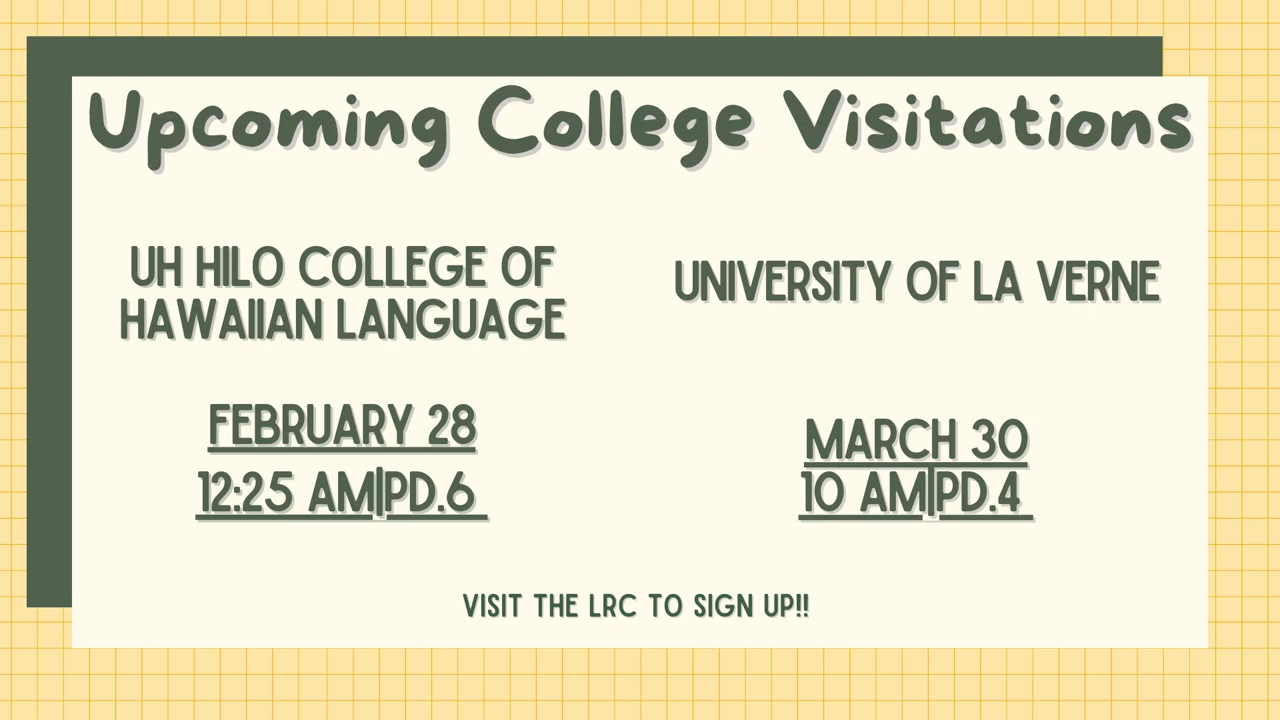 Upcoming College Visitations
UH HILO COLLEGE OF
HAWAIIAN LANGUAGE
FEBRUARY 28
12:25 AM|PD.6
UNIVERSITY OF LA VERNE
MARCH 30
10 AM|PD.4
VISIT THE LRC TO SIGN UP!!